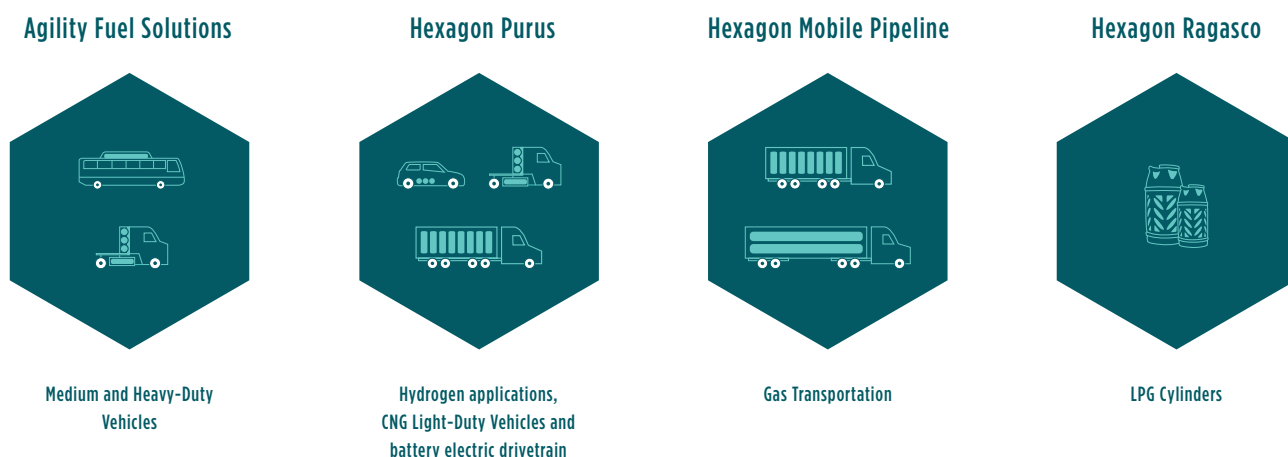 Agility Fuel Solutions
Hexagon Purus
Hexagon Mobile Pipeline
Hexagon Ragasco
Medium and Heavy-Duty
Vehicles
Hydrogen applications,
CNG Light-Duty Vehicles and
battery electric drivetrain
Gas Transportation
LPG Cylinders